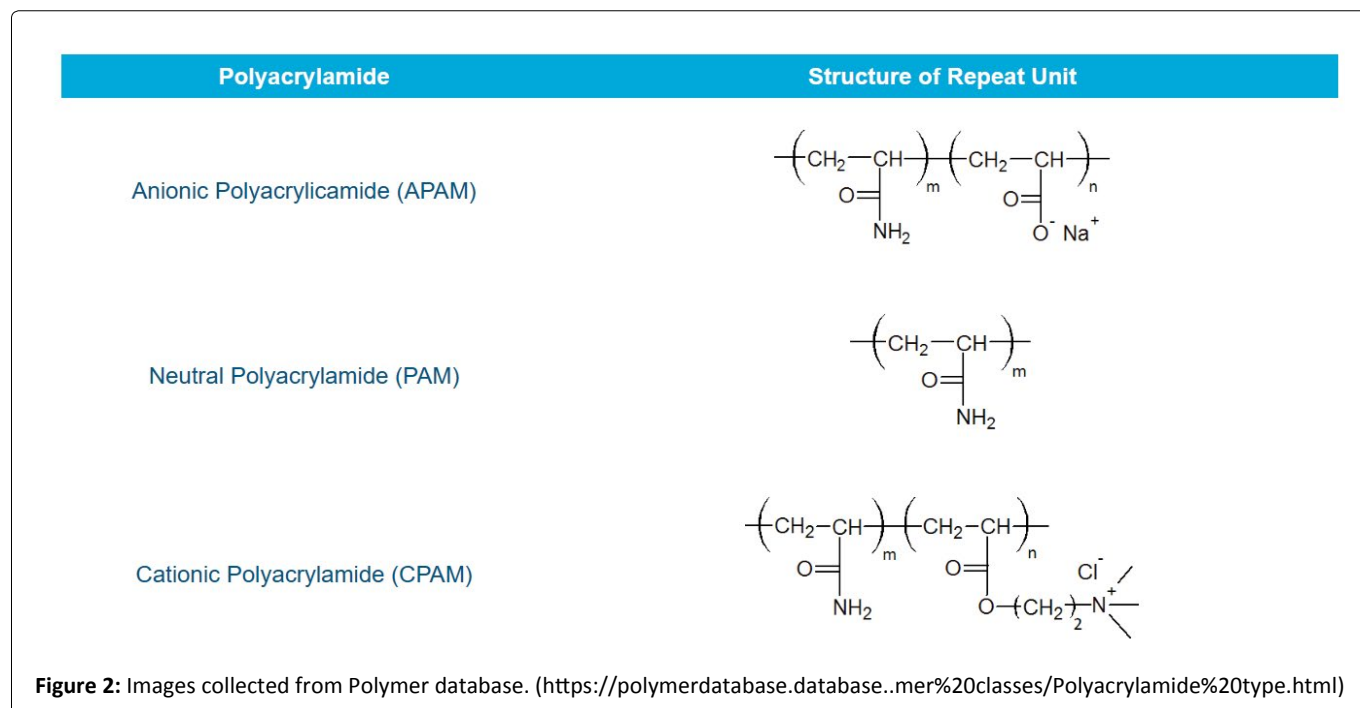 Polyacrylamide Structure of Repeat Unit
Anionic Polyacrylicamide (APAM)
CH2 CH m CH2 CH n
O O
NH2 O- Na+
Neutral Polyacrylamide (PAM)
CH2 CH m
O
NH2
Cationic Polyacrylamide (CPAM)
CH2 CH m CH2 CH n
O O Cl-
NH2 O (CH2)2 N+
Figure 2: Images collected from Polymer database. (https://polymerdatabase.database..mer%20classes/Polyacrylamide%20type.html)